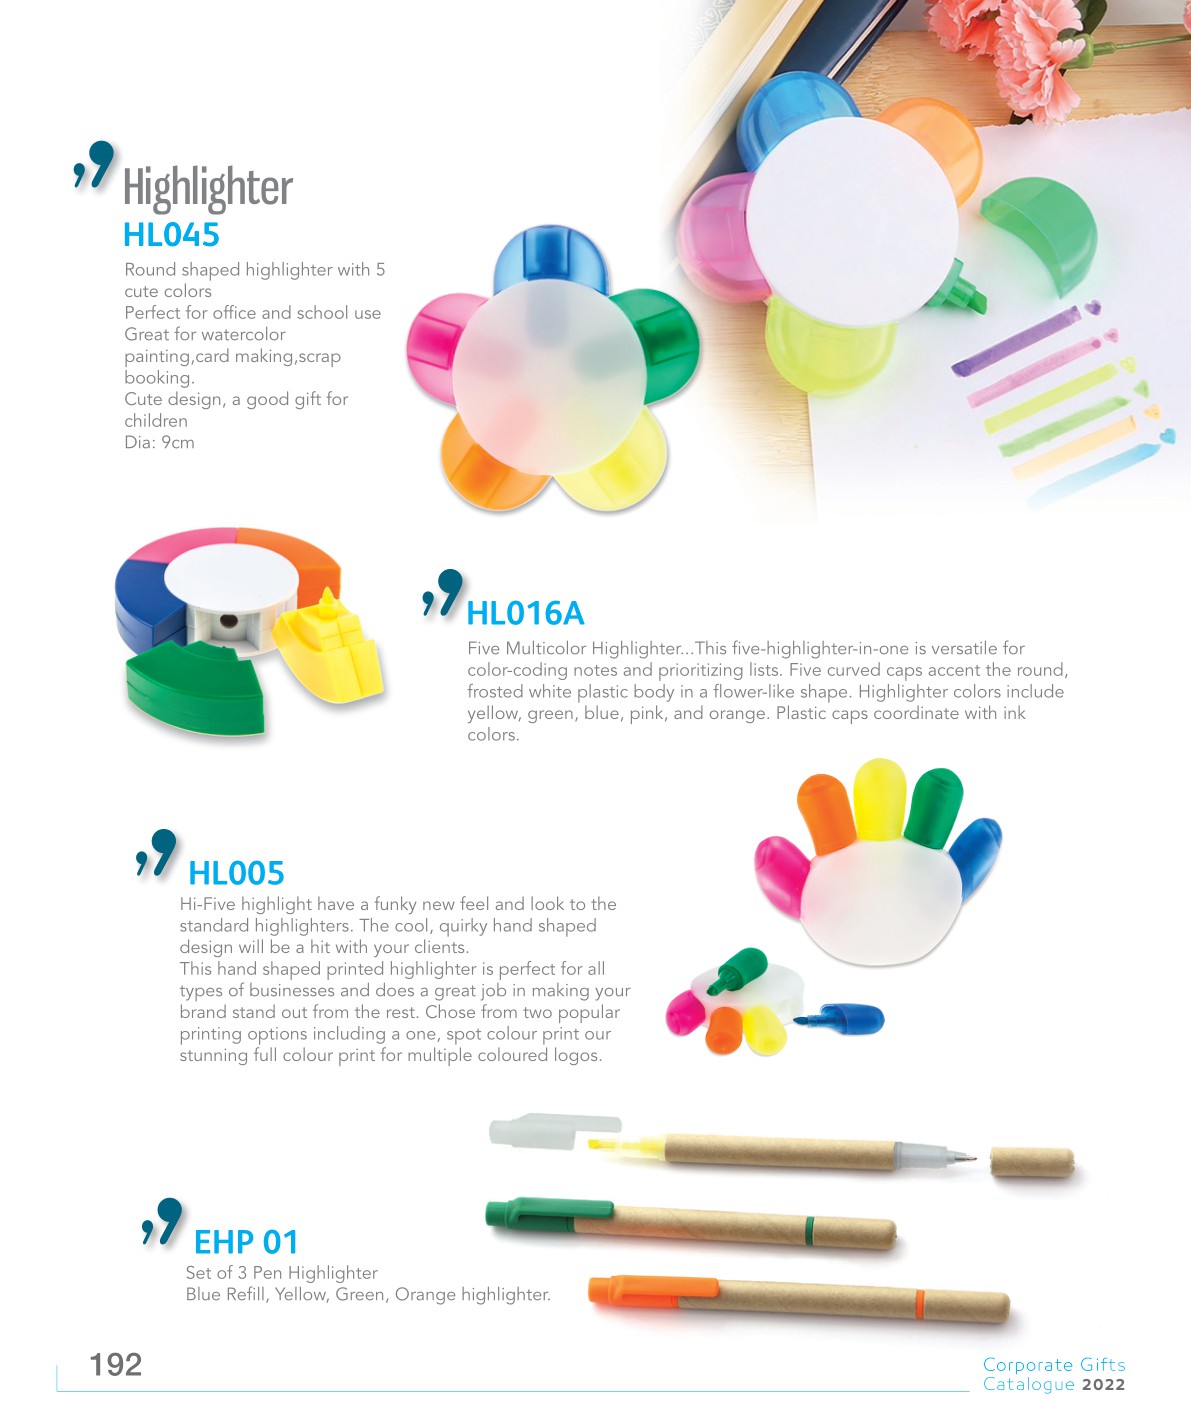 Highlighter
HL045
Round shaped highlighter with 5
cute colors
Perfect for office and school use
Great for watercolor
painting,card making,scrap
booking.
Cute design, a good gift for
children
Dia: 9cm
HL016A
Five Multicolor Highlighter...This five-highlighter-in-one is versatile for
color-coding notes and prioritizing lists. Five curved caps accent the round,
frosted white plastic body in a flower-like shape. Highlighter colors include
yellow, green, blue, pink, and orange. Plastic caps coordinate with ink
colors.
HL005
Hi-Five highlight have a funky new feel and look to the
standard highlighters. The cool, quirky hand shaped
design will be a hit with your clients.
This hand shaped printed highlighter is perfect for all
types of businesses and does a great job in making your
brand stand out from the rest. Chose from two popular
printing options including a one, spot colour print our
stunning full colour print for multiple coloured logos.
EHP 01
Set of 3 Pen Highlighter
Blue Refill, Yellow, Green, Orange highlighter.
192
Corporate Gifts
Catalogue 2022